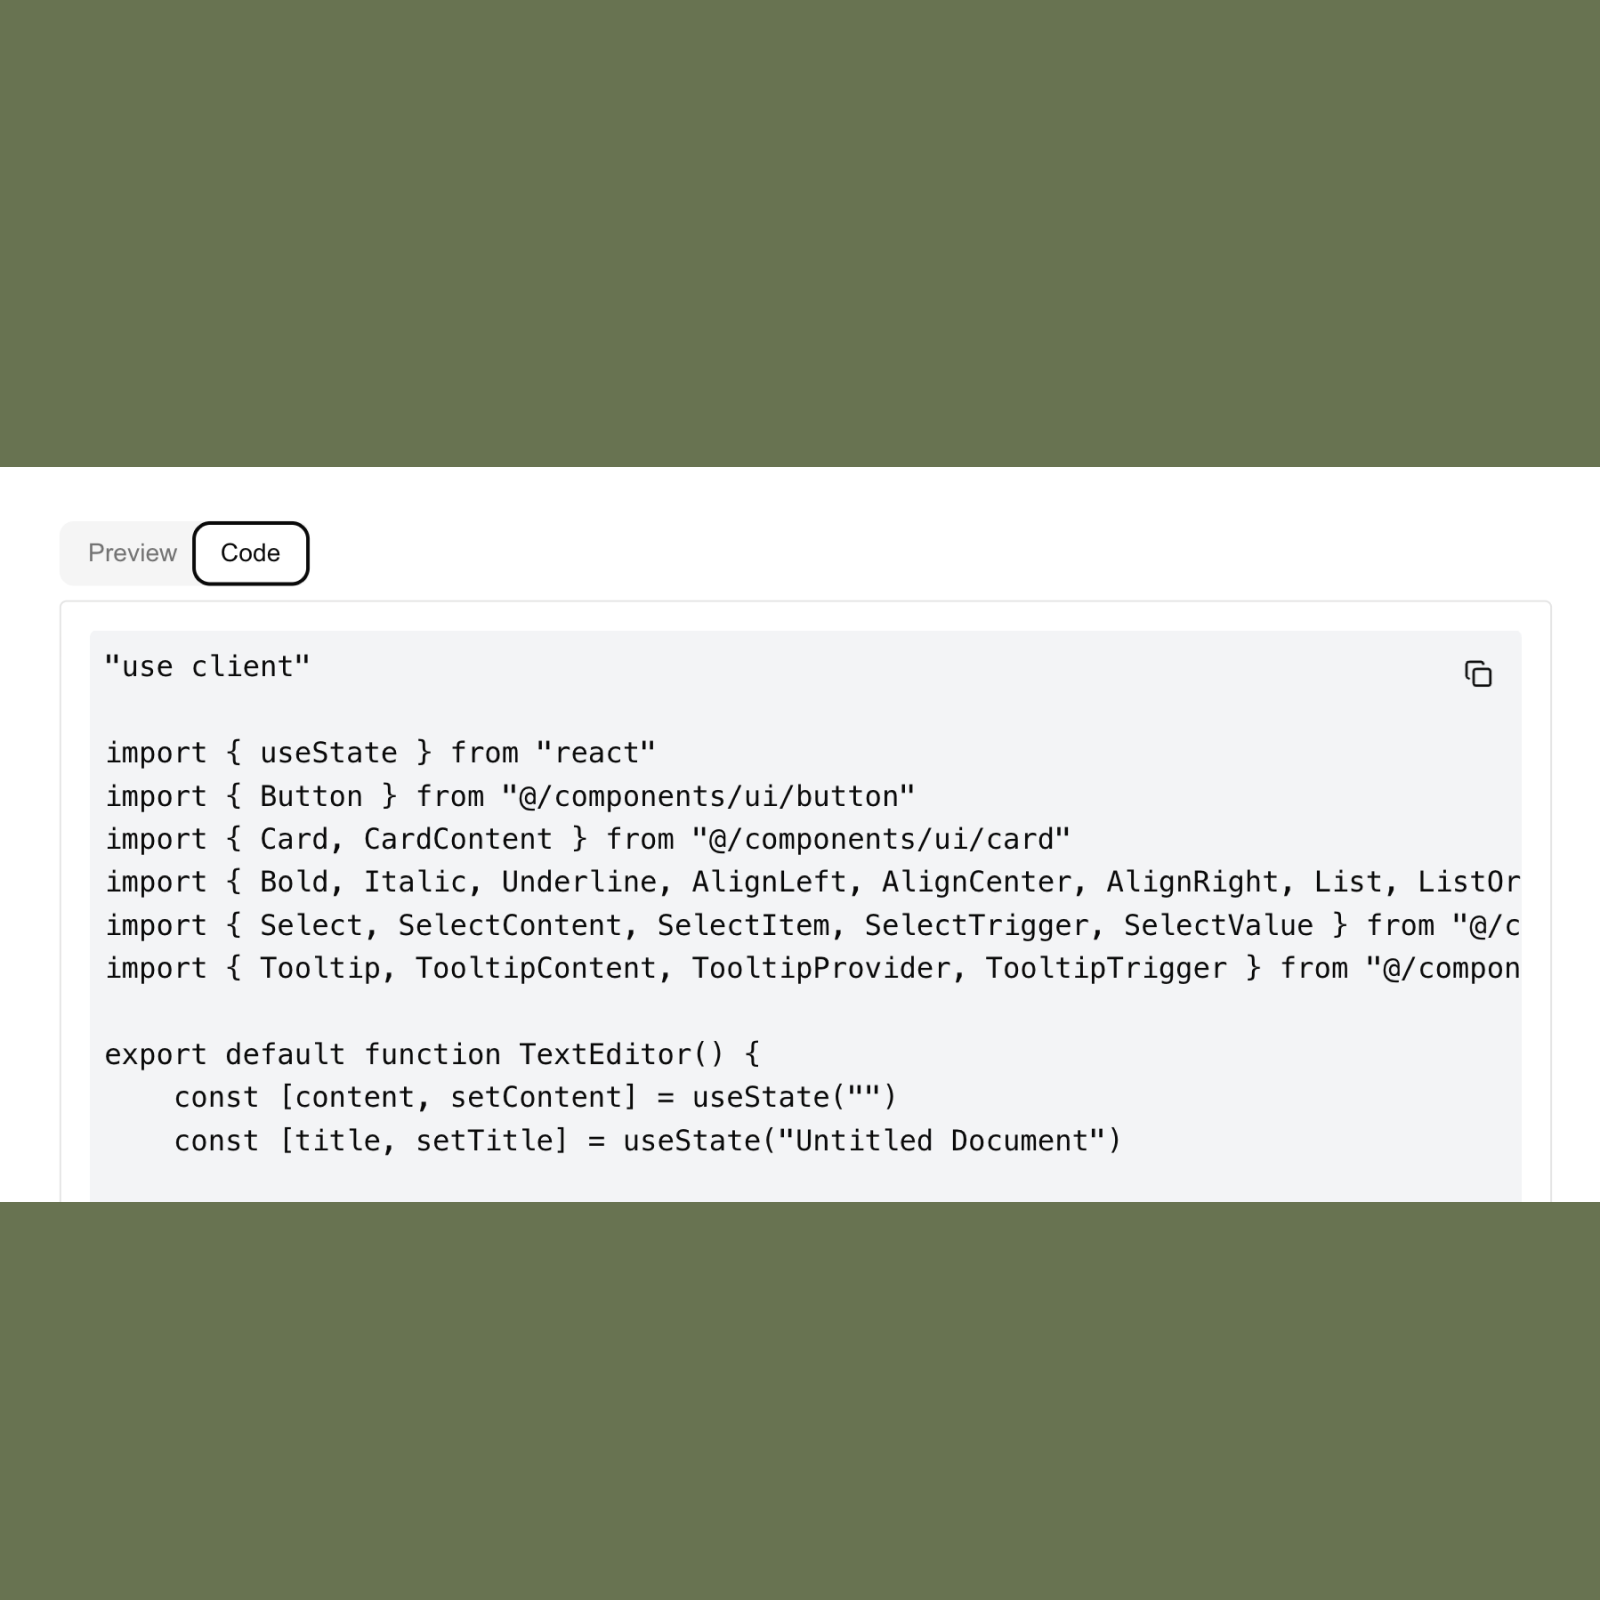 Preview Code
"use client"
import { useState } from "react"
import { Button } from "@/components/ui/button"
import { Card, CardContent } from "@/components/ui/card"
import { Bold, Italic, Underline, AlignLeft, AlignCenter, AlignRight, List, ListOr
import { Select, SelectContent, SelectItem, SelectTrigger, SelectValue } from "@/c
import { Tooltip, TooltipContent, TooltipProvider, TooltipTrigger } from "@/compon
export default function TextEditor() {
    const [content, setContent] = useState("")
    const [title, setTitle] = useState("Untitled Document")